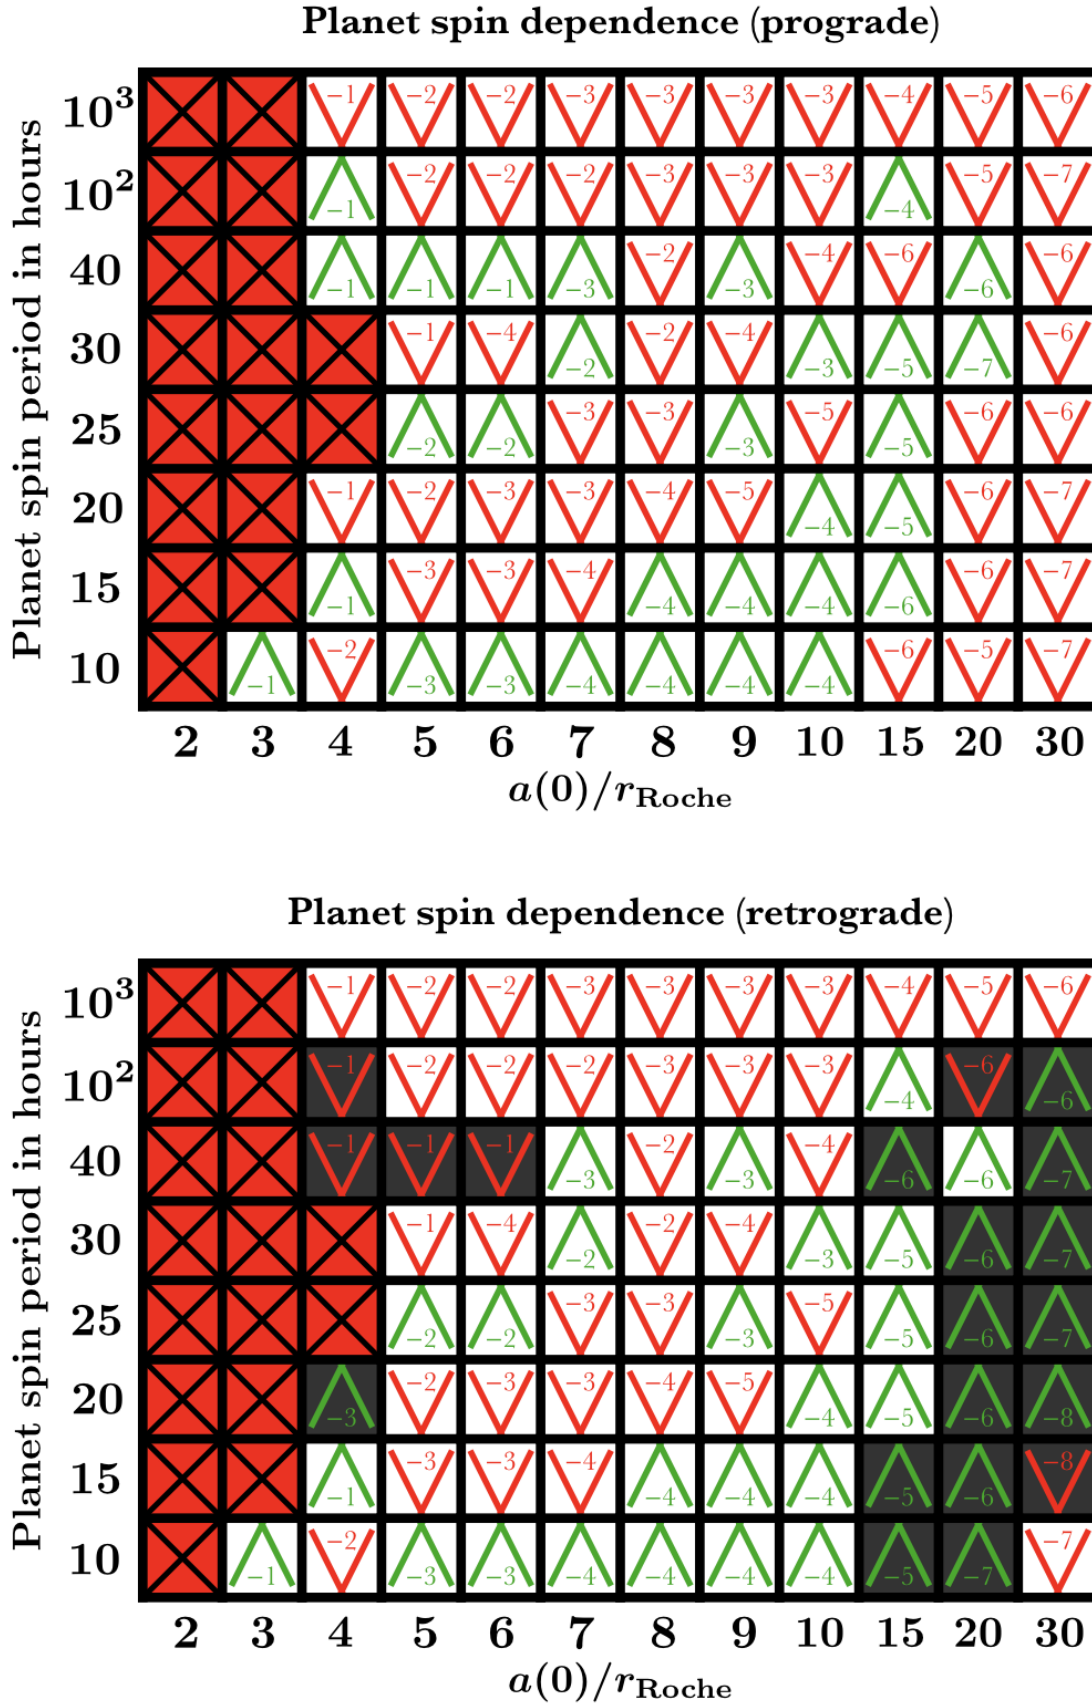 Planet spin dependence (prograde)
Planet spin period in hours
10³ −1 −2 −2 −3 −3 −3 −3 −4 −5 −6
10² −1 −2 −2 −2 −3 −3 −3 −4 −5 −7
40 −1 −1 −1 −3 −2 −3 −4 −6 −6 −6
30 −1 −4 −2 −2 −4 −3 −5 −7 −6
25 −2 −2 −3 −3 −3 −5 −5 −6 −6
20 −1 −2 −3 −3 −4 −5 −4 −5 −6 −7
15 −1 −3 −3 −4 −4 −4 −4 −6 −6 −7
10 −1 −2 −3 −3 −4 −4 −4 −4 −6 −5 −7
2 3 4 5 6 7 8 9 10 15 20 30
a(0)/r_Roche
Planet spin dependence (retrograde)
Planet spin period in hours
10³ −1 −2 −2 −3 −3 −3 −3 −4 −5 −6
10² −1 −2 −2 −2 −3 −3 −3 −4 −6 −6
40 −1 −1 −1 −3 −2 −3 −4 −6 −6 −7
30 −1 −4 −2 −2 −4 −3 −5 −6 −7
25 −2 −2 −3 −3 −3 −5 −5 −6 −7
20 −3 −2 −3 −3 −4 −5 −4 −5 −6 −8
15 −1 −3 −3 −4 −4 −4 −4 −5 −6 −8
10 −1 −2 −3 −3 −4 −4 −4 −4 −5 −7 −7
2 3 4 5 6 7 8 9 10 15 20 30
a(0)/r_Roche